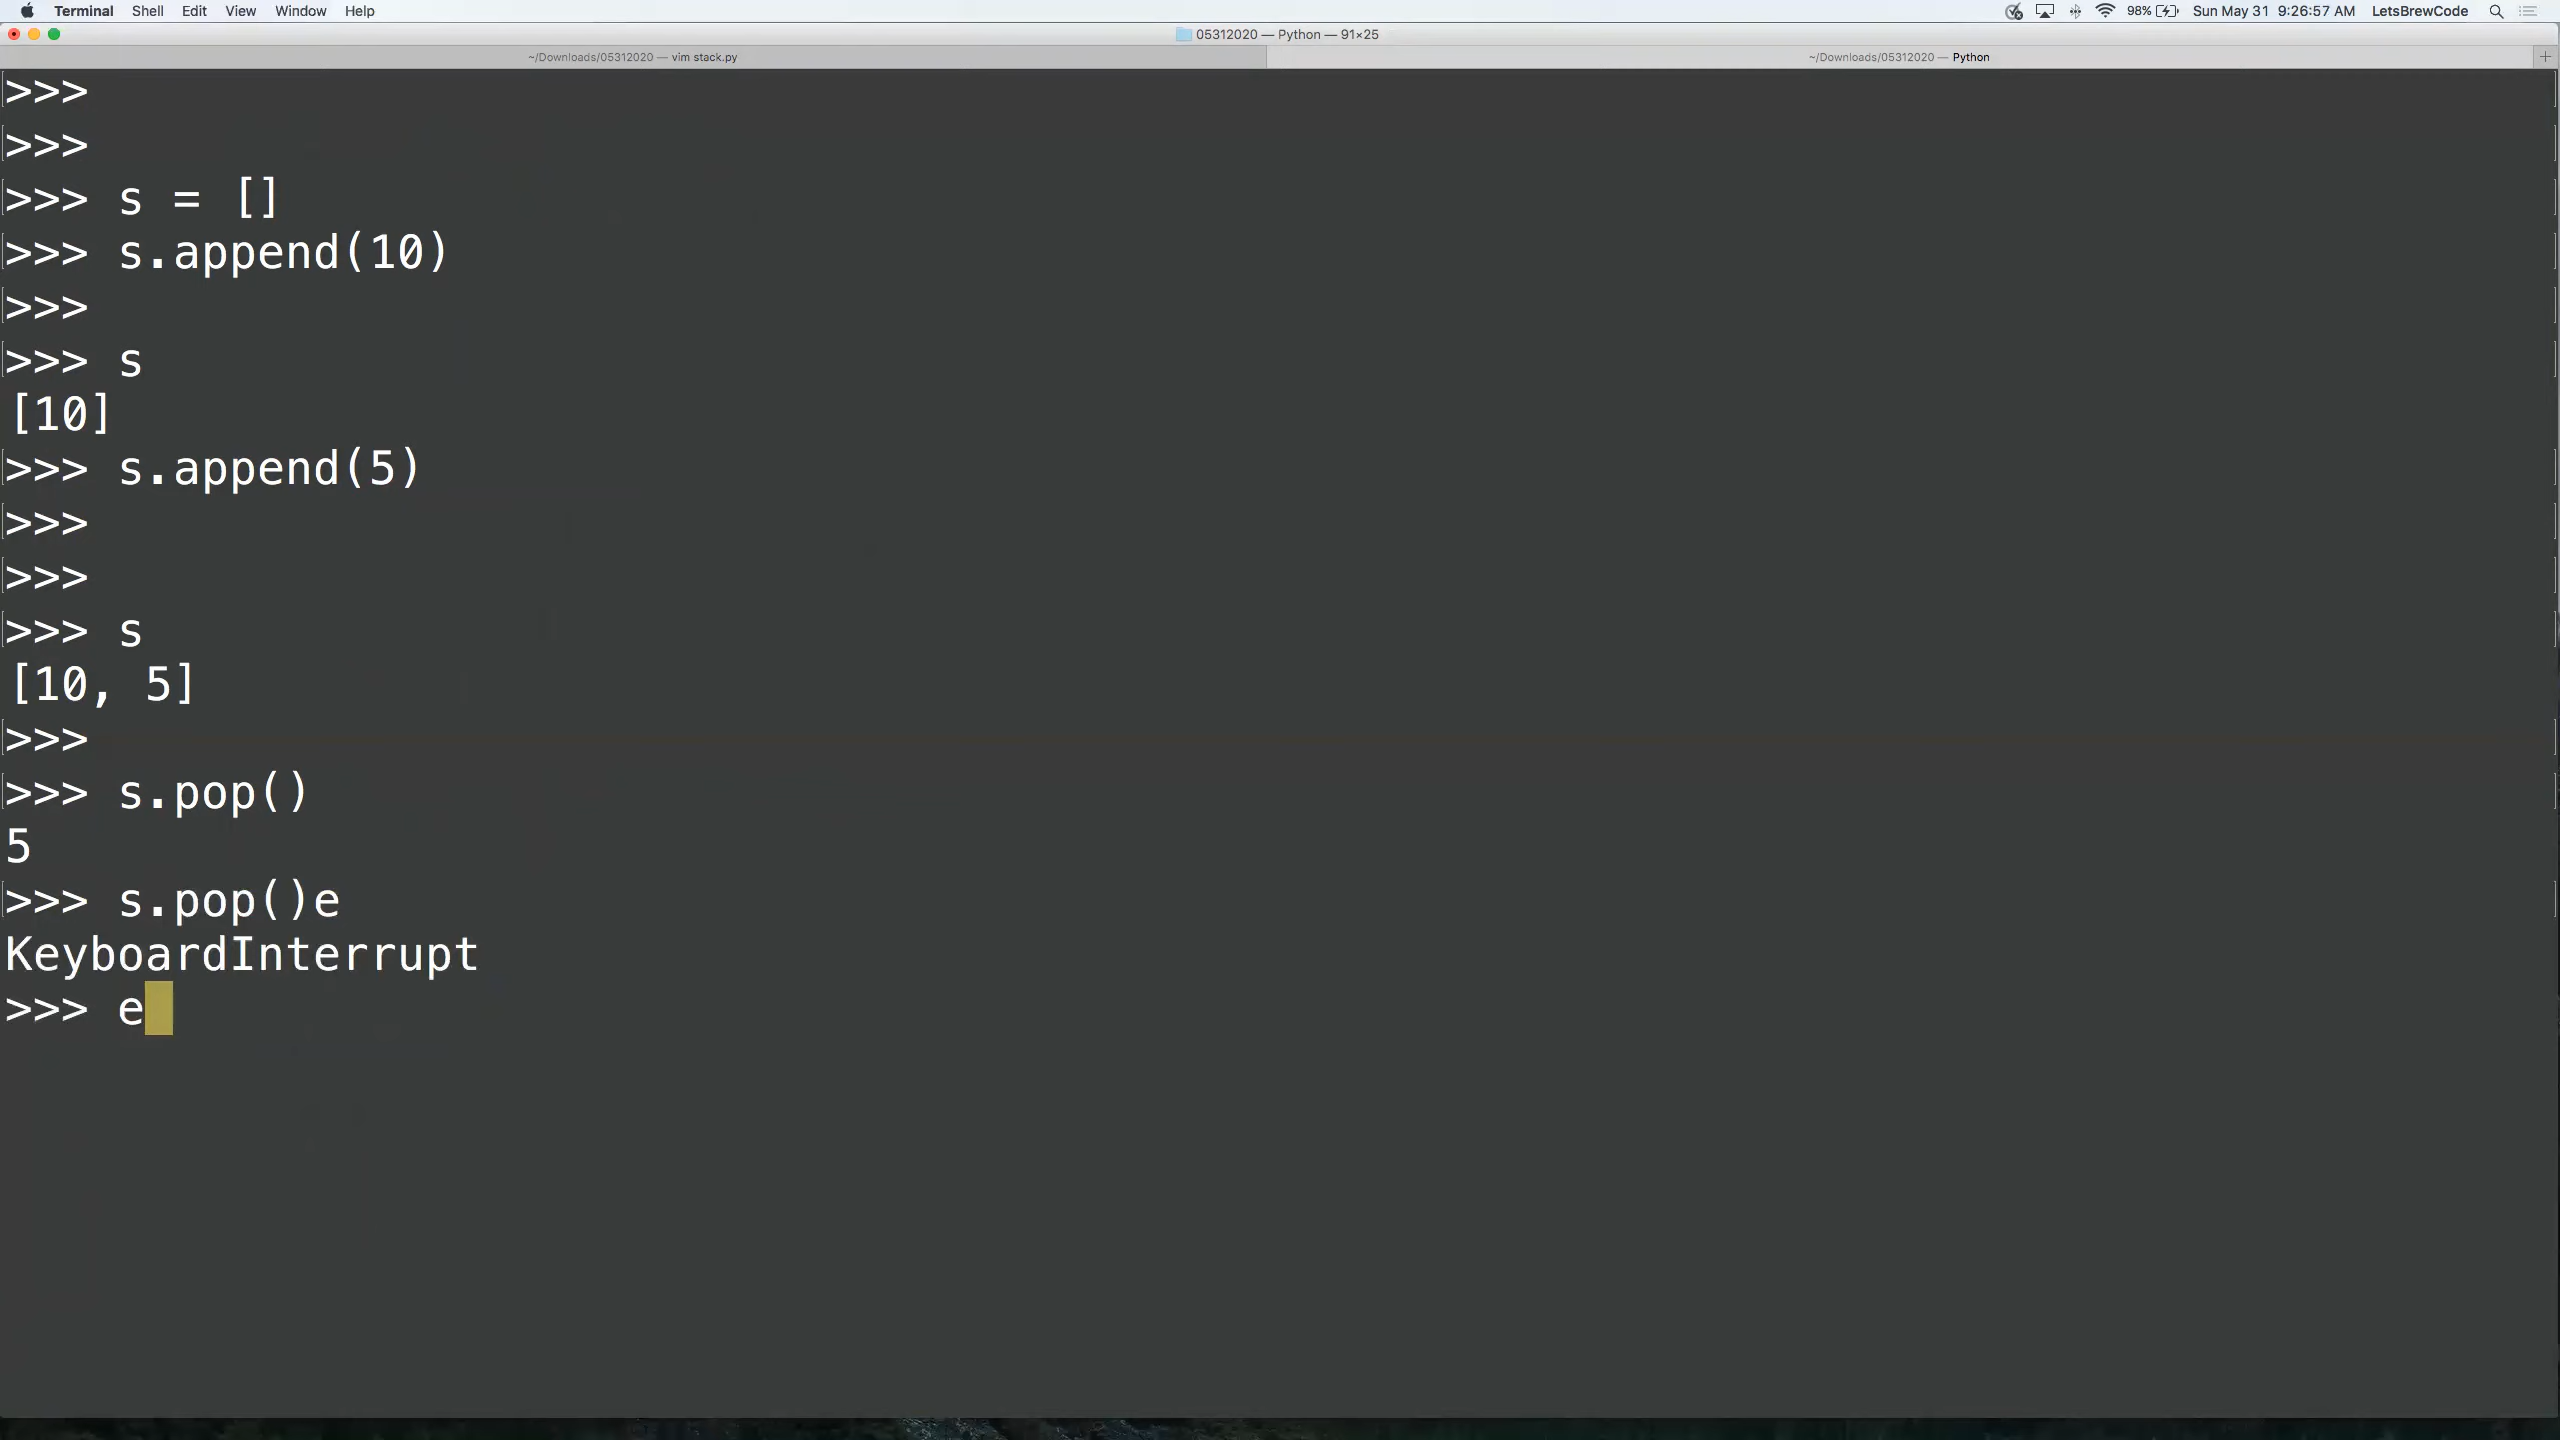 Terminal Shell Edit View Window Help 98% Sun May 31 9:26:57 AM LetsBrewCode
05312020 — Python — 91×25
~/Downloads/05312020 — vim stack.py ~/Downloads/05312020 — Python
>>>
>>>
>>> s = []
>>> s.append(10)
>>>
>>> s
[10]
>>> s.append(5)
>>>
>>>
>>> s
[10, 5]
>>>
>>> s.pop()
5
>>> s.pop()e
KeyboardInterrupt
>>> e